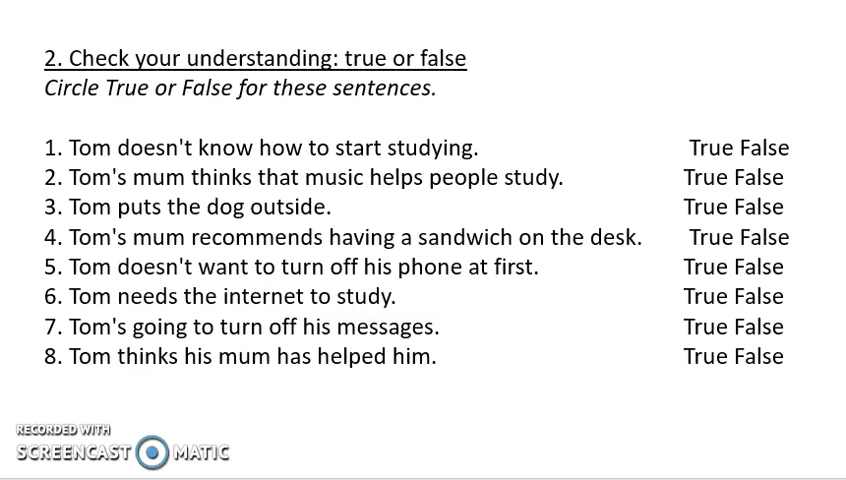 2. Check your understanding: true or false
Circle True or False for these sentences.
1. Tom doesn't know how to start studying. True False
2. Tom's mum thinks that music helps people study. True False
3. Tom puts the dog outside. True False
4. Tom's mum recommends having a sandwich on the desk. True False
5. Tom doesn't want to turn off his phone at first. True False
6. Tom needs the internet to study. True False
7. Tom's going to turn off his messages. True False
8. Tom thinks his mum has helped him. True False
RECORDED WITH
SCREENCAST MATIC